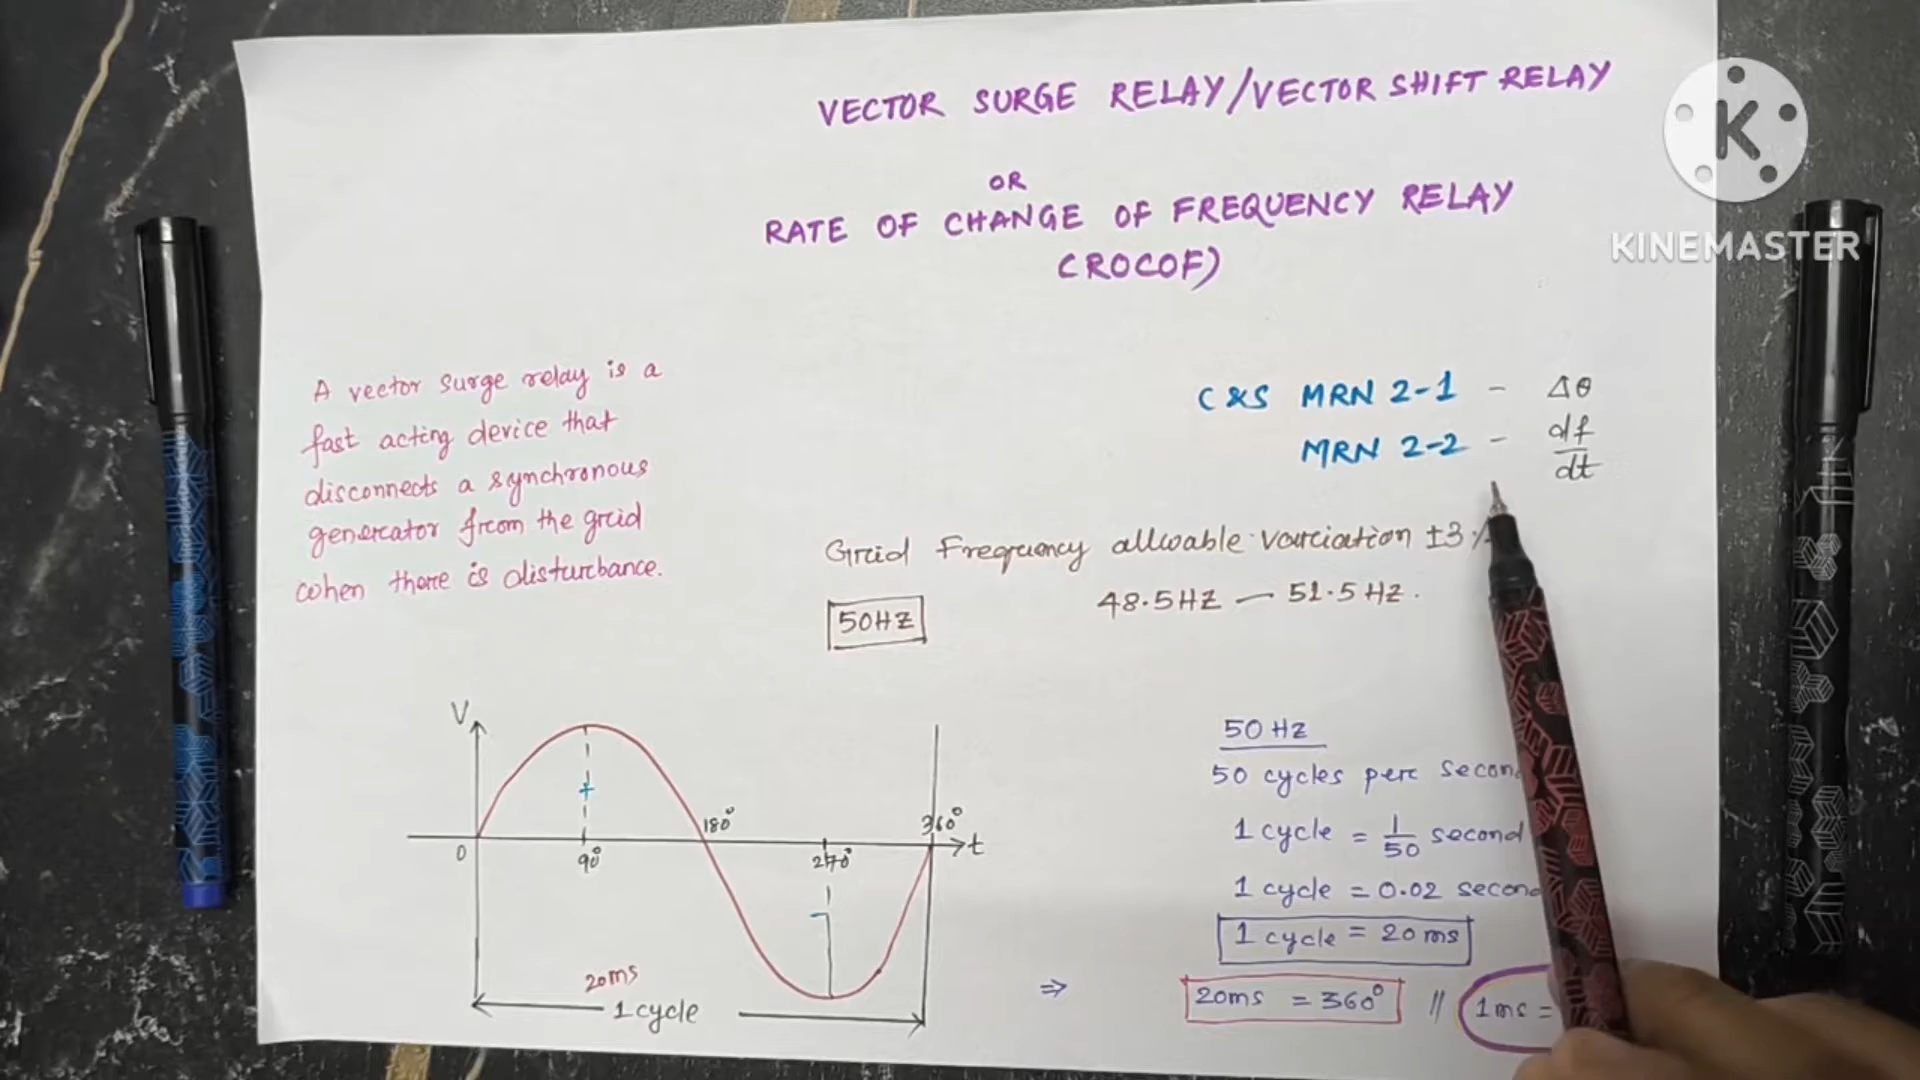 VECTOR SURGE RELAY/VECTOR SHIFT RELAY
OR
RATE OF CHANGE OF FREQUENCY RELAY
(ROCOF)
K
KINEMASTER
A vector surge relay is a
fast acting device that
disconnects a synchronous
generator from the grid
when there is disturbance.
C&S MRN 2-1 - Δθ
MRN 2-2 - df/dt
Grid Frequency allwable variation ±3%
50HZ
48.5HZ — 51.5HZ.
V
+
0
90°
180°
270°
360°
t
20ms
1 cycle
50 HZ
50 cycles per second
1 cycle = 1/50 second
1 cycle = 0.02 second
1 cycle = 20ms
⇒ 20ms = 360° // 1ms =